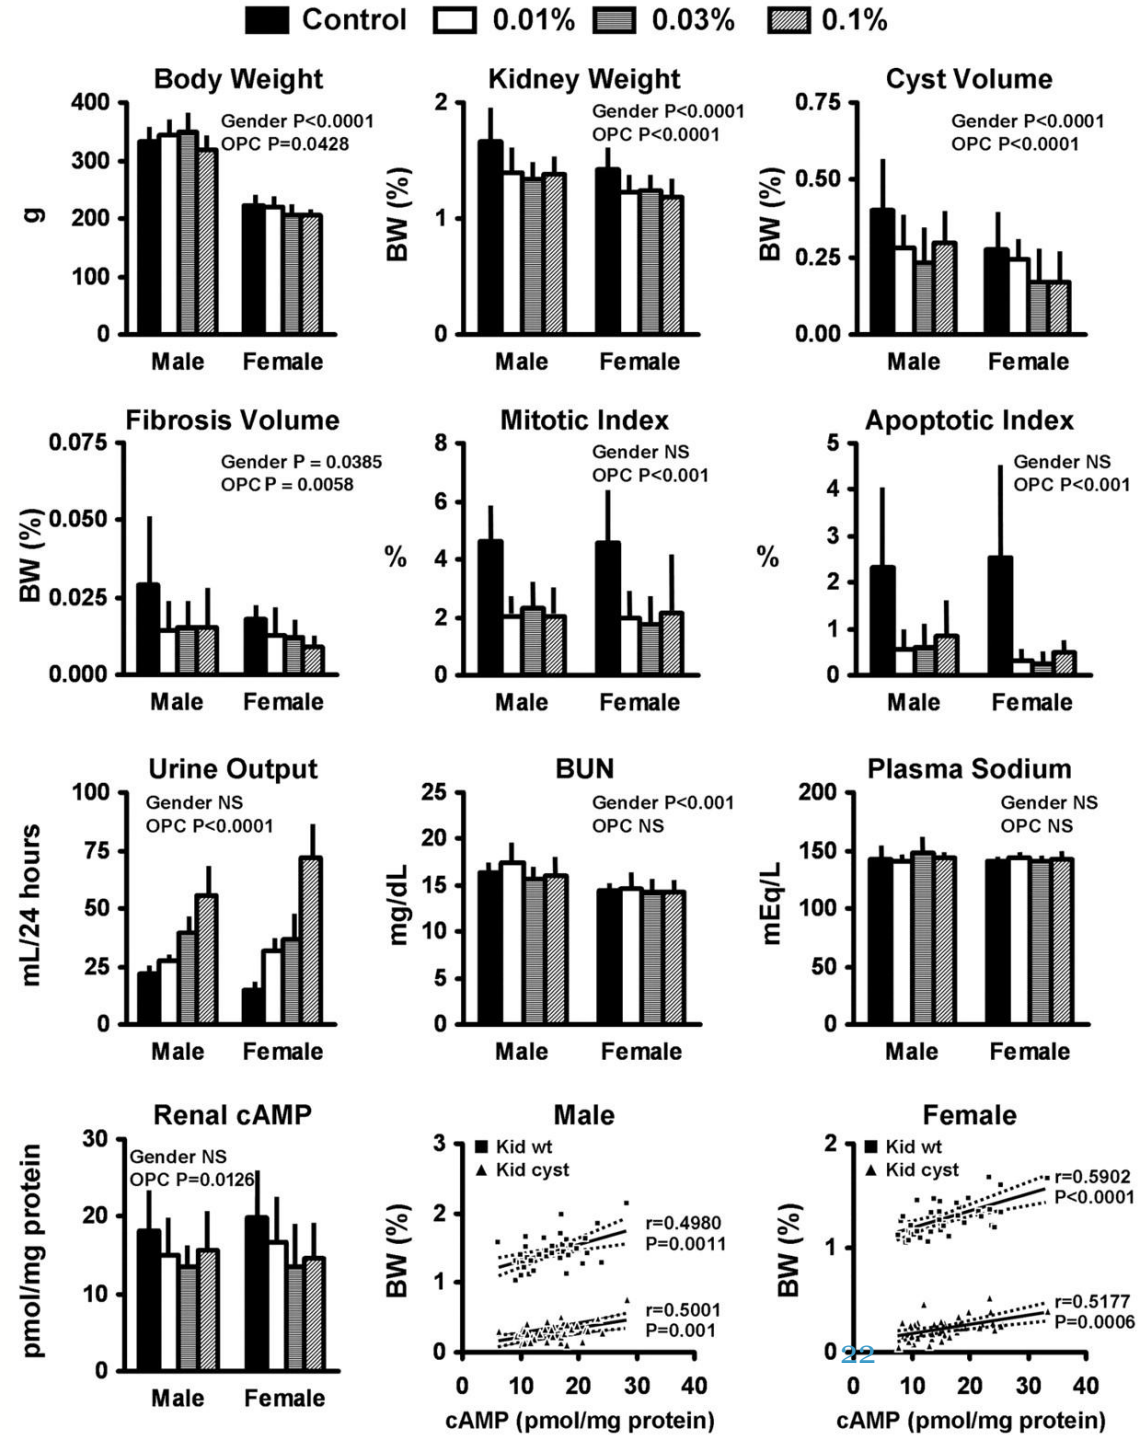 Control 0.01% 0.03% 0.1%
Body Weight
400
300
200
100
0
g
Gender P<0.0001
OPC P=0.0428
Male Female
Kidney Weight
2
1
0
BW (%)
Gender P<0.0001
OPC P<0.0001
Male Female
Cyst Volume
0.75
0.50
0.25
0.00
BW (%)
Gender P<0.0001
OPC P<0.0001
Male Female
Fibrosis Volume
0.075
0.050
0.025
0.000
BW (%)
Gender P = 0.0385
OPC P = 0.0058
Male Female
Mitotic Index
8
6
4
2
0
%
Gender NS
OPC P<0.001
Male Female
Apoptotic Index
5
4
3
2
1
0
%
Gender NS
OPC P<0.001
Male Female
Urine Output
100
75
50
25
0
mL/24 hours
Gender NS
OPC P<0.0001
Male Female
BUN
25
20
15
10
5
0
mg/dL
Gender P<0.001
OPC NS
Male Female
Plasma Sodium
200
150
100
50
0
mEq/L
Gender NS
OPC NS
Male Female
Renal cAMP
30
20
10
0
pmol/mg protein
Gender NS
OPC P=0.0126
Male Female
Male
3
2
1
0
BW (%)
Kid wt
Kid cyst
r=0.4980
P=0.0011
r=0.5001
P=0.001
0 10 20 30 40
cAMP (pmol/mg protein)
Female
2
1
0
BW (%)
Kid wt
Kid cyst
r=0.5902
P<0.0001
r=0.5177
P=0.0006
22
0 10 20 30 40
cAMP (pmol/mg protein)